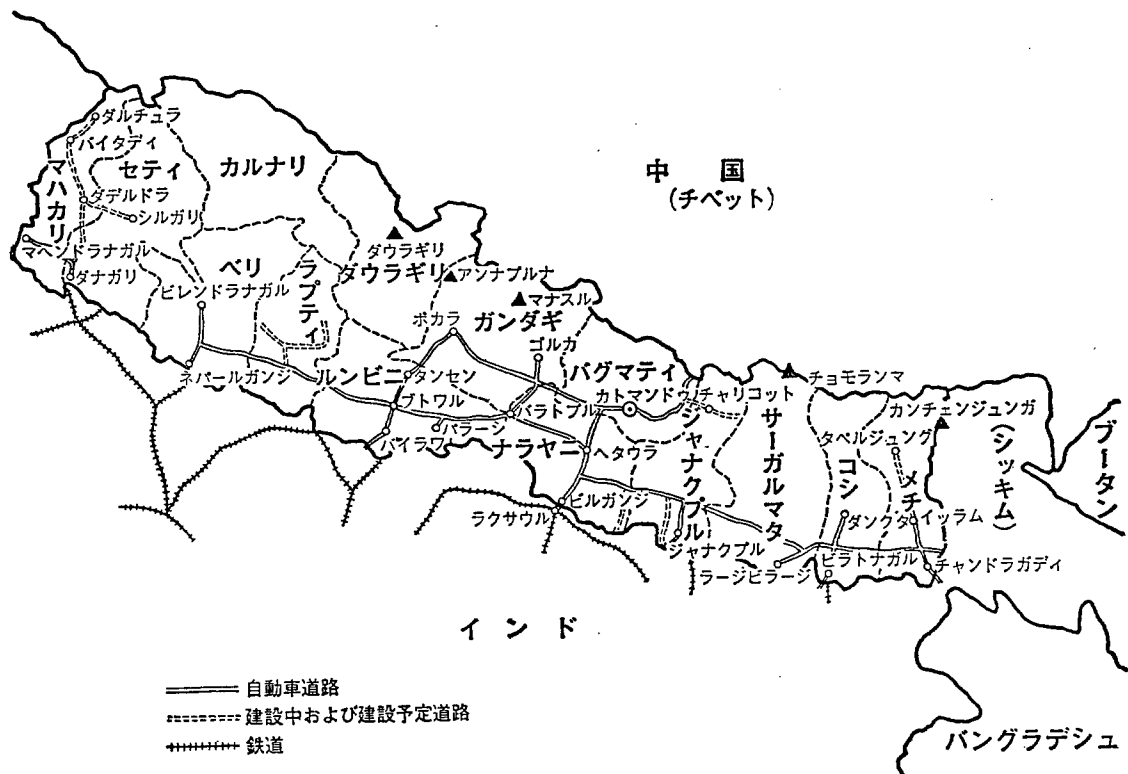 ダルチュラ
バイタディ
マハカリ
セティ
カルナリ
中国
(チベット)
ダデルドラ
シルガリ
マヘンドラナガル
ダナガリ
ベリ
ラプティ
ビレンドラナガル
ダウラギリ
ダウラギリ
アンナプルナ
マナスル
ポカラ
ガンダギ
ゴルカ
ネパールガンジ
ルンビニ
タンセン
バグマティ
カトマンドゥ
チャリコット
チョモランマ
カンチェンジュンガ
(シッキム)
ブータン
ブトワル
バラトプル
パラーシ
バイラワ
ナラヤニ
ヘタウラ
ジャナクプル
サーガルマタ
コシ
タペルジュング
メチ
ビルガンジ
ラクサウル
ジャナクプル
ダンクタ
イッラム
ラージビラージ
ビラトナガル
チャンドラガディ
インド
自動車道路
建設中および建設予定道路
鉄道
バングラデシュ